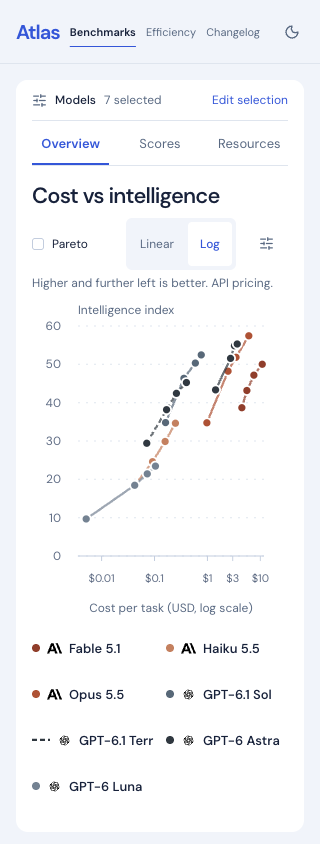 Atlas Benchmarks Efficiency Changelog
Models 7 selected Edit selection
Overview Scores Resources
Cost vs intelligence
Pareto Linear Log
Higher and further left is better. API pricing.
Intelligence index
60
50
40
30
20
10
0
$0.01 $0.1 $1 $3 $10
Cost per task (USD, log scale)
Fable 5.1 Haiku 5.5
Opus 5.5 GPT-6.1 Sol
GPT-6.1 Terr GPT-6 Astra
GPT-6 Luna